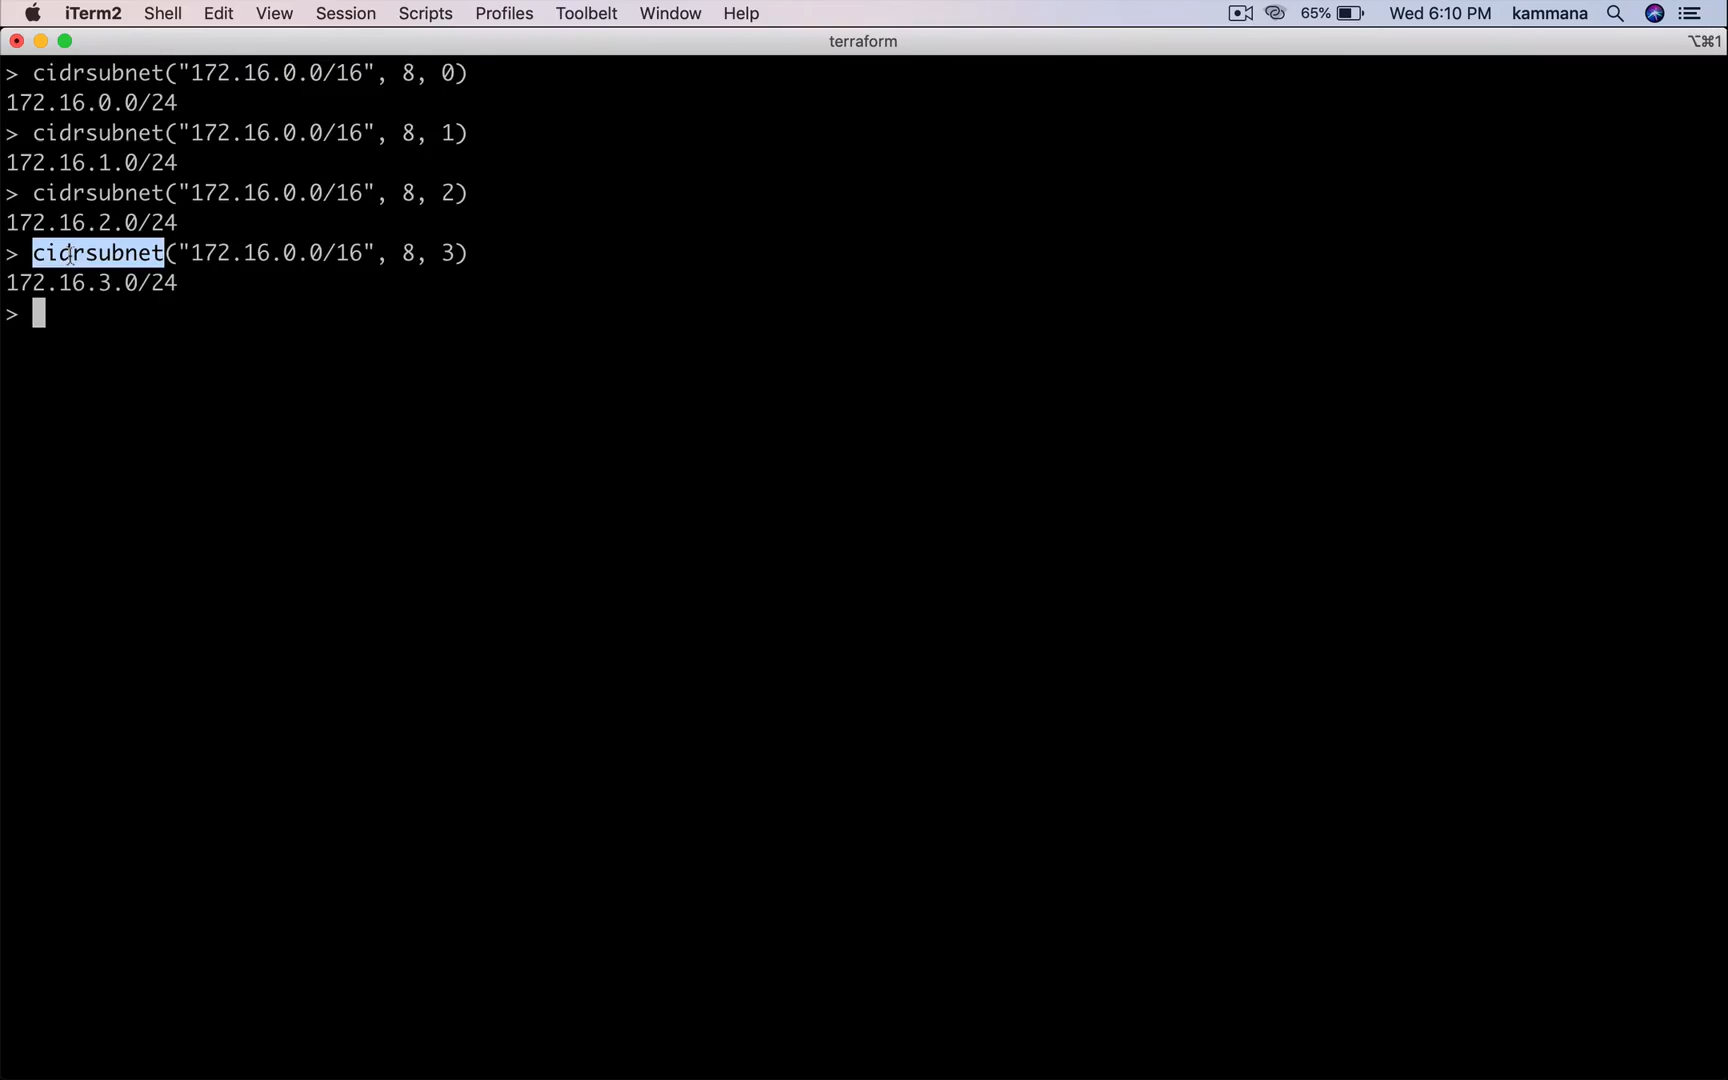 iTerm2 Shell Edit View Session Scripts Profiles Toolbelt Window Help 65% Wed 6:10 PM kammana
terraform ⌥⌘1
> cidrsubnet("172.16.0.0/16", 8, 0)
172.16.0.0/24
> cidrsubnet("172.16.0.0/16", 8, 1)
172.16.1.0/24
> cidrsubnet("172.16.0.0/16", 8, 2)
172.16.2.0/24
> cidrsubnet("172.16.0.0/16", 8, 3)
172.16.3.0/24
>